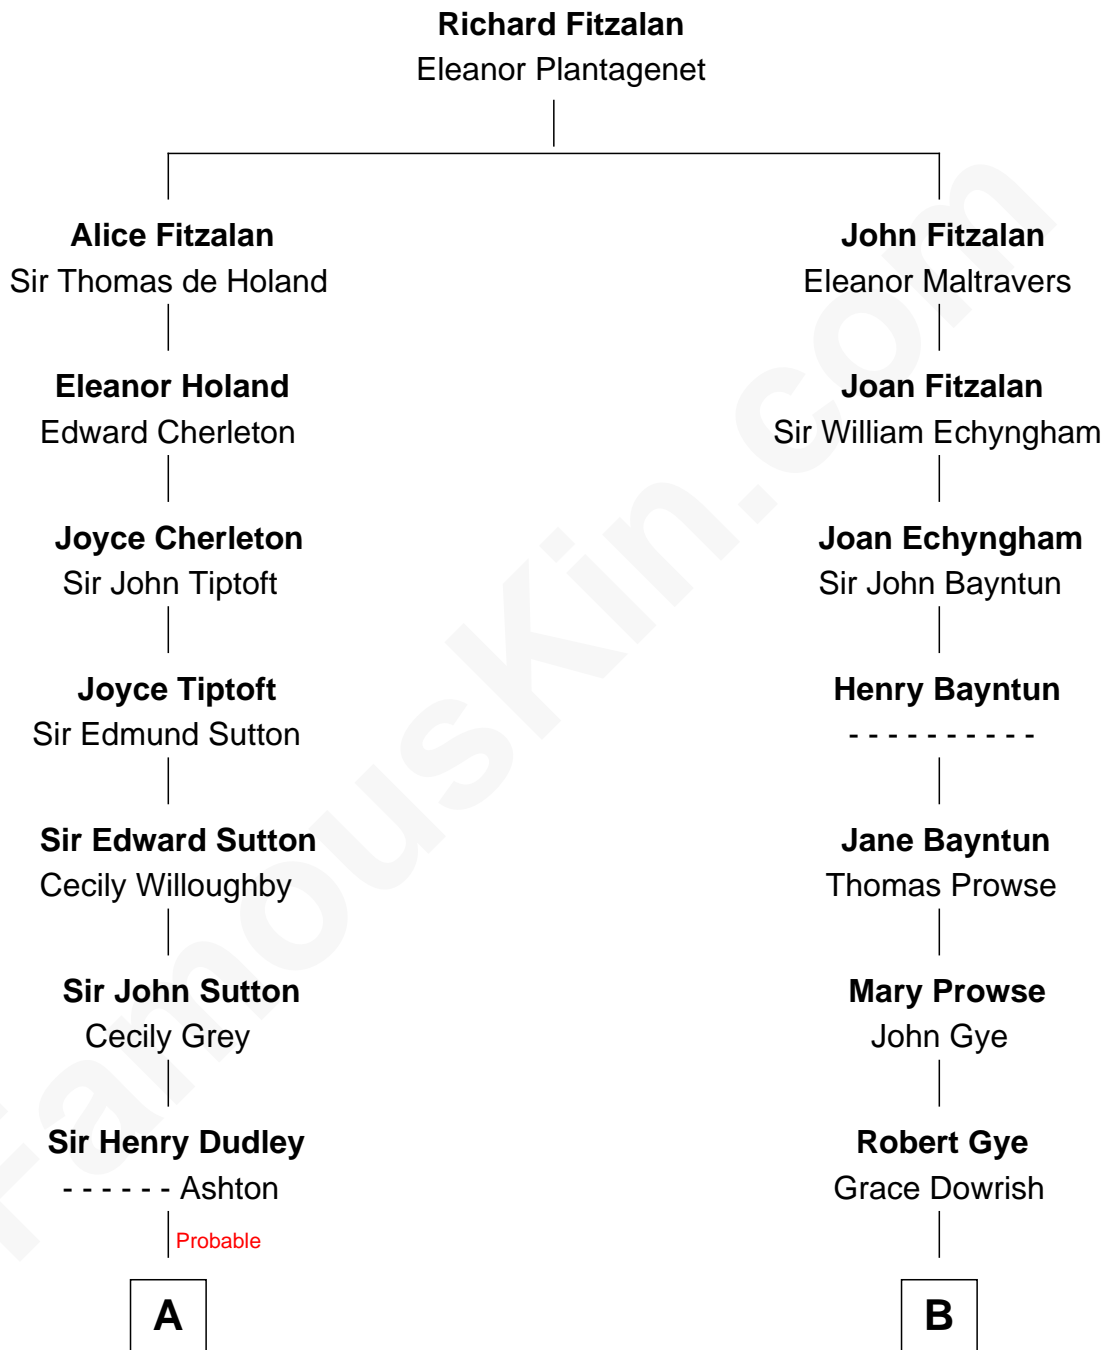 Richard Fitzalan
Eleanor Plantagenet
Alice Fitzalan
Sir Thomas de Holand
John Fitzalan
Eleanor Maltravers
Eleanor Holand
Edward Cherleton
Joan Fitzalan
Sir William Echyngham
Joyce Cherleton
Sir John Tiptoft
Joan Echyngham
Sir John Bayntun
Joyce Tiptoft
Sir Edmund Sutton
Henry Bayntun
- - - - - - - - - -
Sir Edward Sutton
Cecily Willoughby
Jane Bayntun
Thomas Prowse
Sir John Sutton
Cecily Grey
Mary Prowse
John Gye
Sir Henry Dudley
- - - - - - Ashton
Robert Gye
Grace Dowrish
Probable
A
B
FamousKin.com